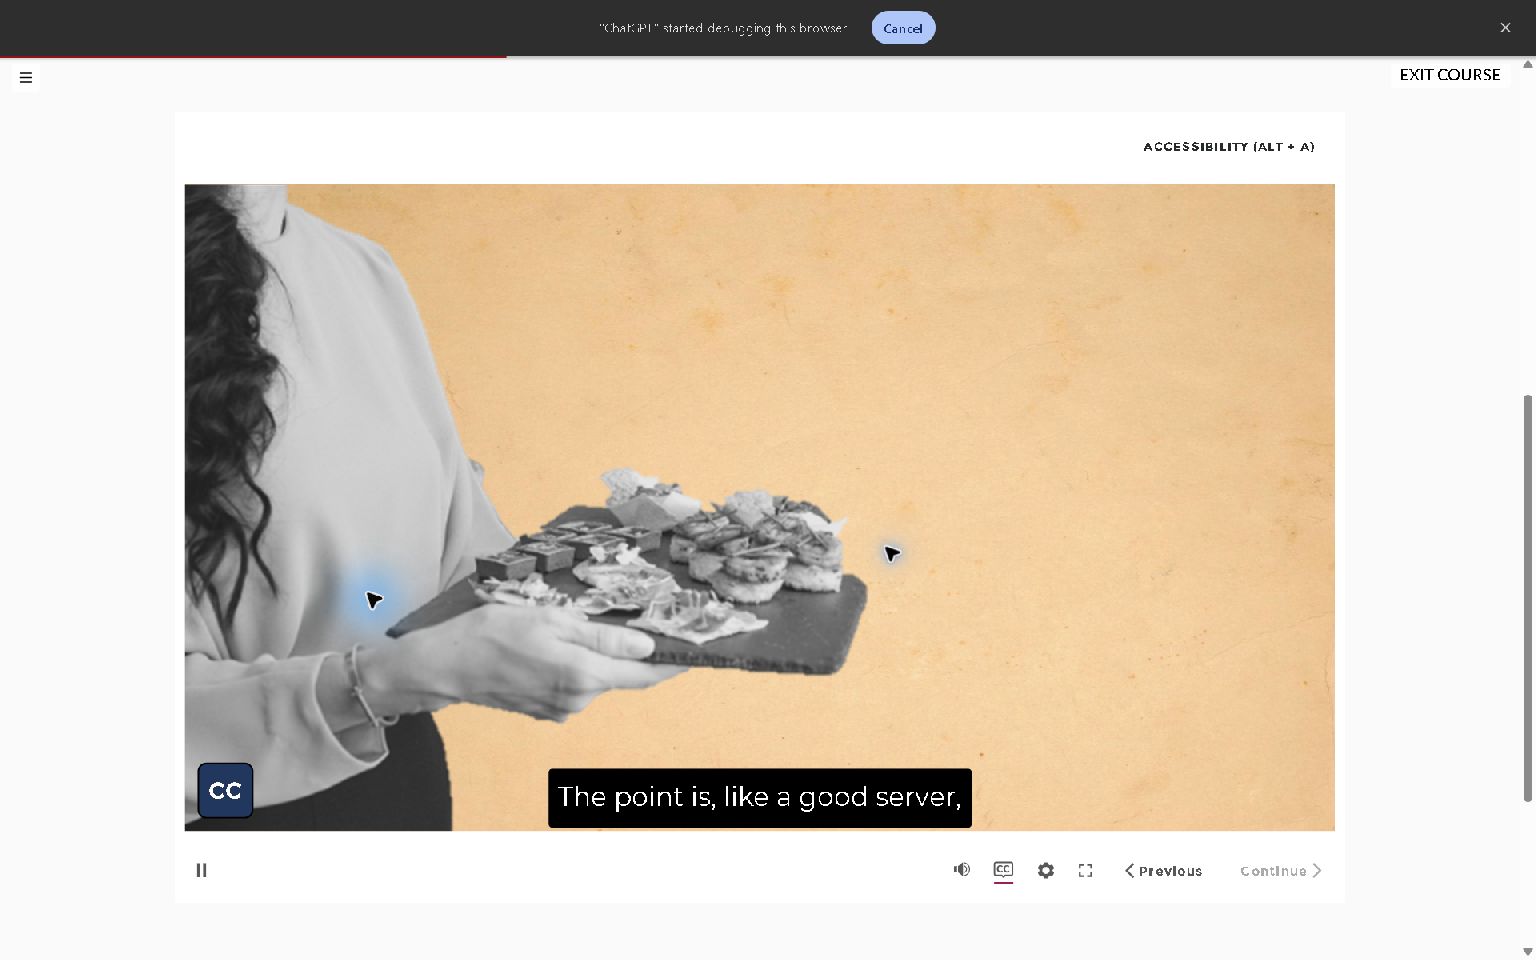 "ChatGPT" started debugging this browser
Cancel
EXIT COURSE
ACCESSIBILITY (ALT + A)
CC
The point is, like a good server,
CC
Previous
Continue